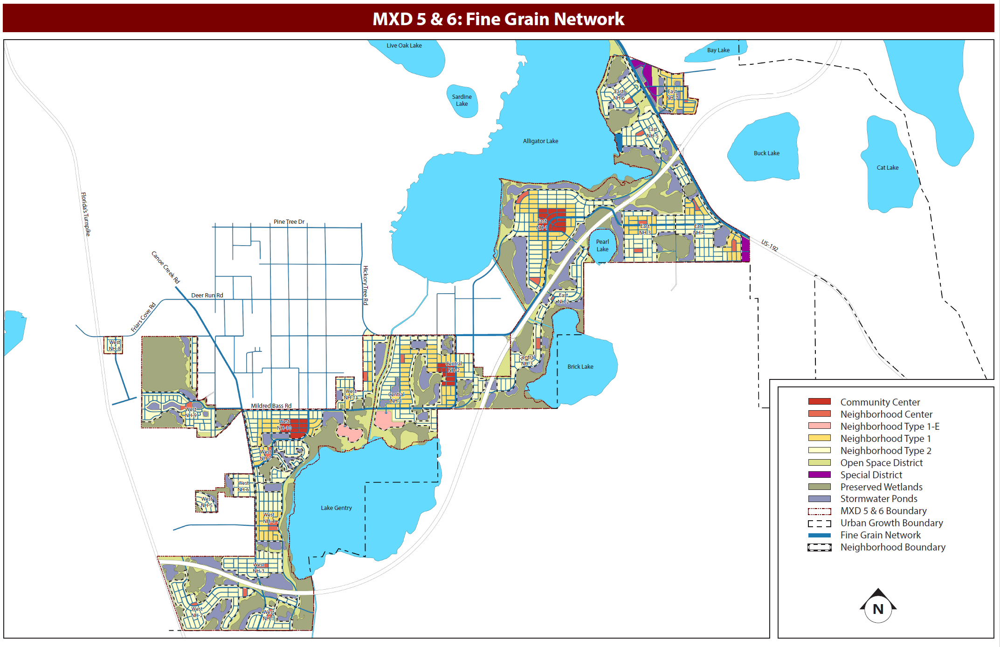 MXD 5 & 6: Fine Grain Network
Live Oak Lake
Bay Lake
Sardine
Lake
East
NH-6
East
NH-7
Alligator Lake
East
NH-5
Buck Lake
Cat Lake
Florida's Turnpike
Pine Tree Dr
East
NH-1
East
NH-3
East
NH-4
Pearl
Lake
US-192
Canoe Creek Rd
Hickory Tree Rd
Deer Run Rd
Friars Cove Rd
East
NH-2
West
NH-8
Central
NH-3
Central
NH-2
Brick Lake
West
NH-11
Central
NH-1
Mildred Bass Rd
West
NH-9
West
NH-10
West
NH-7
West
NH-6
West
NH-5
Lake Gentry
West
NH-4
West
NH-3
West
NH-2
West
NH-1
Community Center
Neighborhood Center
Neighborhood Type 1-E
Neighborhood Type 1
Neighborhood Type 2
Open Space District
Special District
Preserved Wetlands
Stormwater Ponds
MXD 5 & 6 Boundary
Urban Growth Boundary
Fine Grain Network
Neighborhood Boundary
N